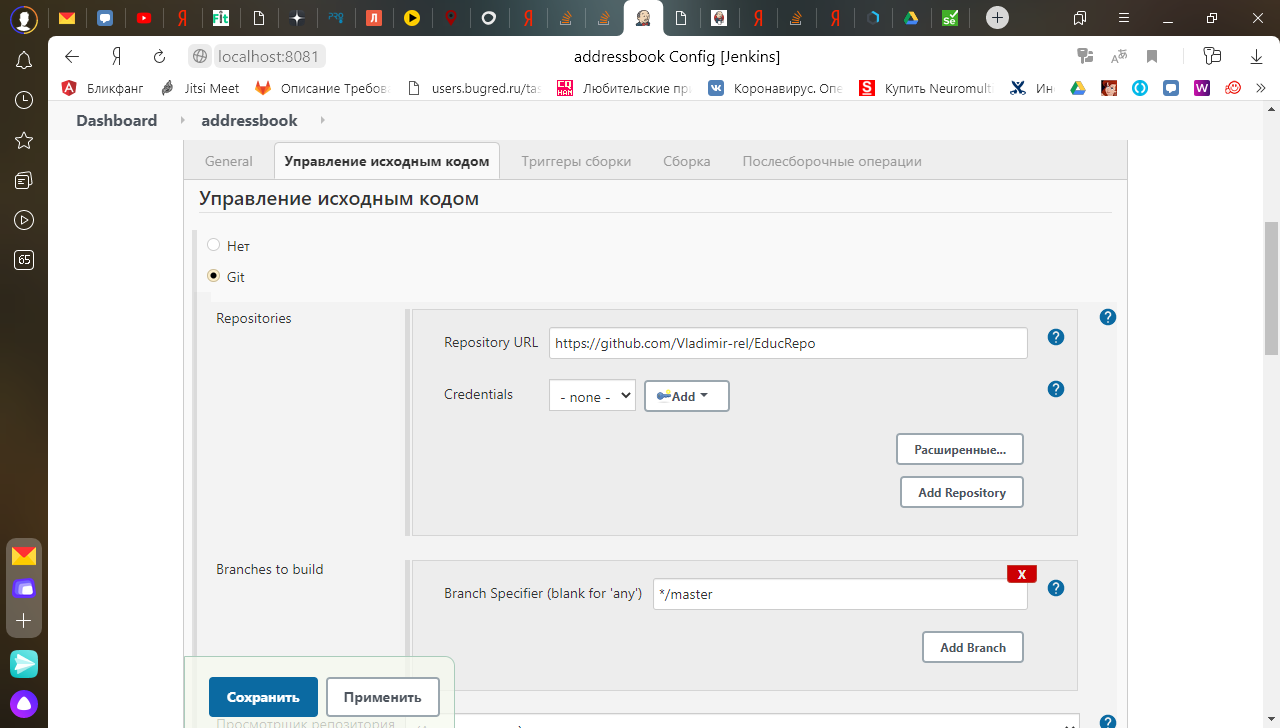 localhost:8081
addressbook Config [Jenkins]
Бликфанг
Jitsi Meet
Описание Требова
users.bugred.ru/tas
Любительские пр
Коронавирус. Опе
Купить Neuromult
Ин
Dashboard
addressbook
General
Управление исходным кодом
Триггеры сборки
Сборка
Послесборочные операции
Управление исходным кодом
Нет
Git
65
Repositories
Repository URL
https://github.com/Vladimir-rel/EducRepo
Credentials
- none -
Add
Расширенные...
Add Repository
Branches to build
X
Branch Specifier (blank for 'any')
*/master
Add Branch
Сохранить
Применить
Просмотрщик репозитория